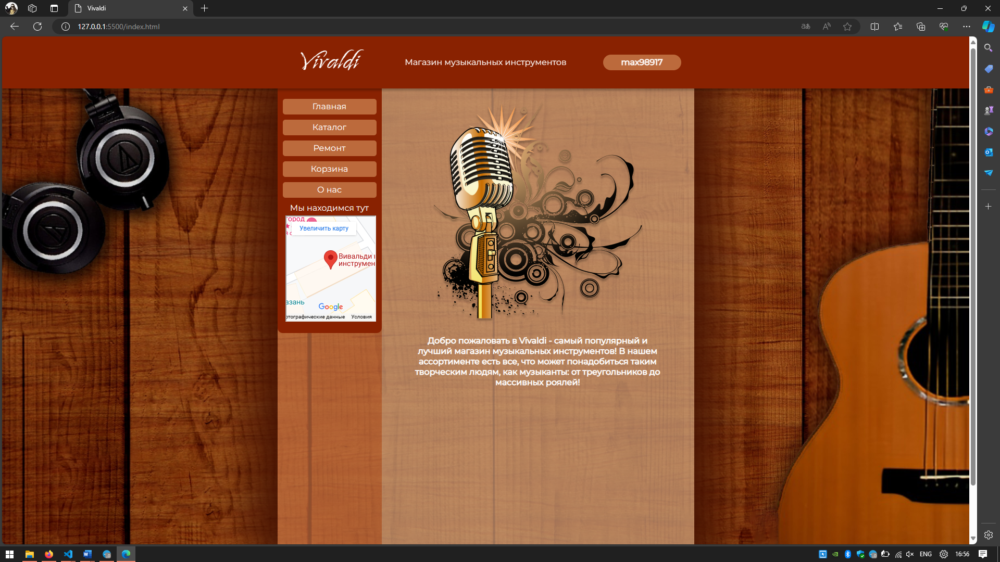 Vivaldi
127.0.0.1:5500/index.html
Vivaldi
Магазин музыкальных инструментов
max98917
Главная
Каталог
Ремонт
Корзина
О нас
Мы находимся тут
город
Увеличить карту
Вивальди
инструмен
азань
Google
тографические данные
Условия
Добро пожаловать в Vivaldi - самый популярный и
лучший магазин музыкальных инструментов! В нашем
ассортименте есть все, что может понадобиться таким
творческим людям, как музыканты: от треугольников до
массивных роялей!
ENG
16:56